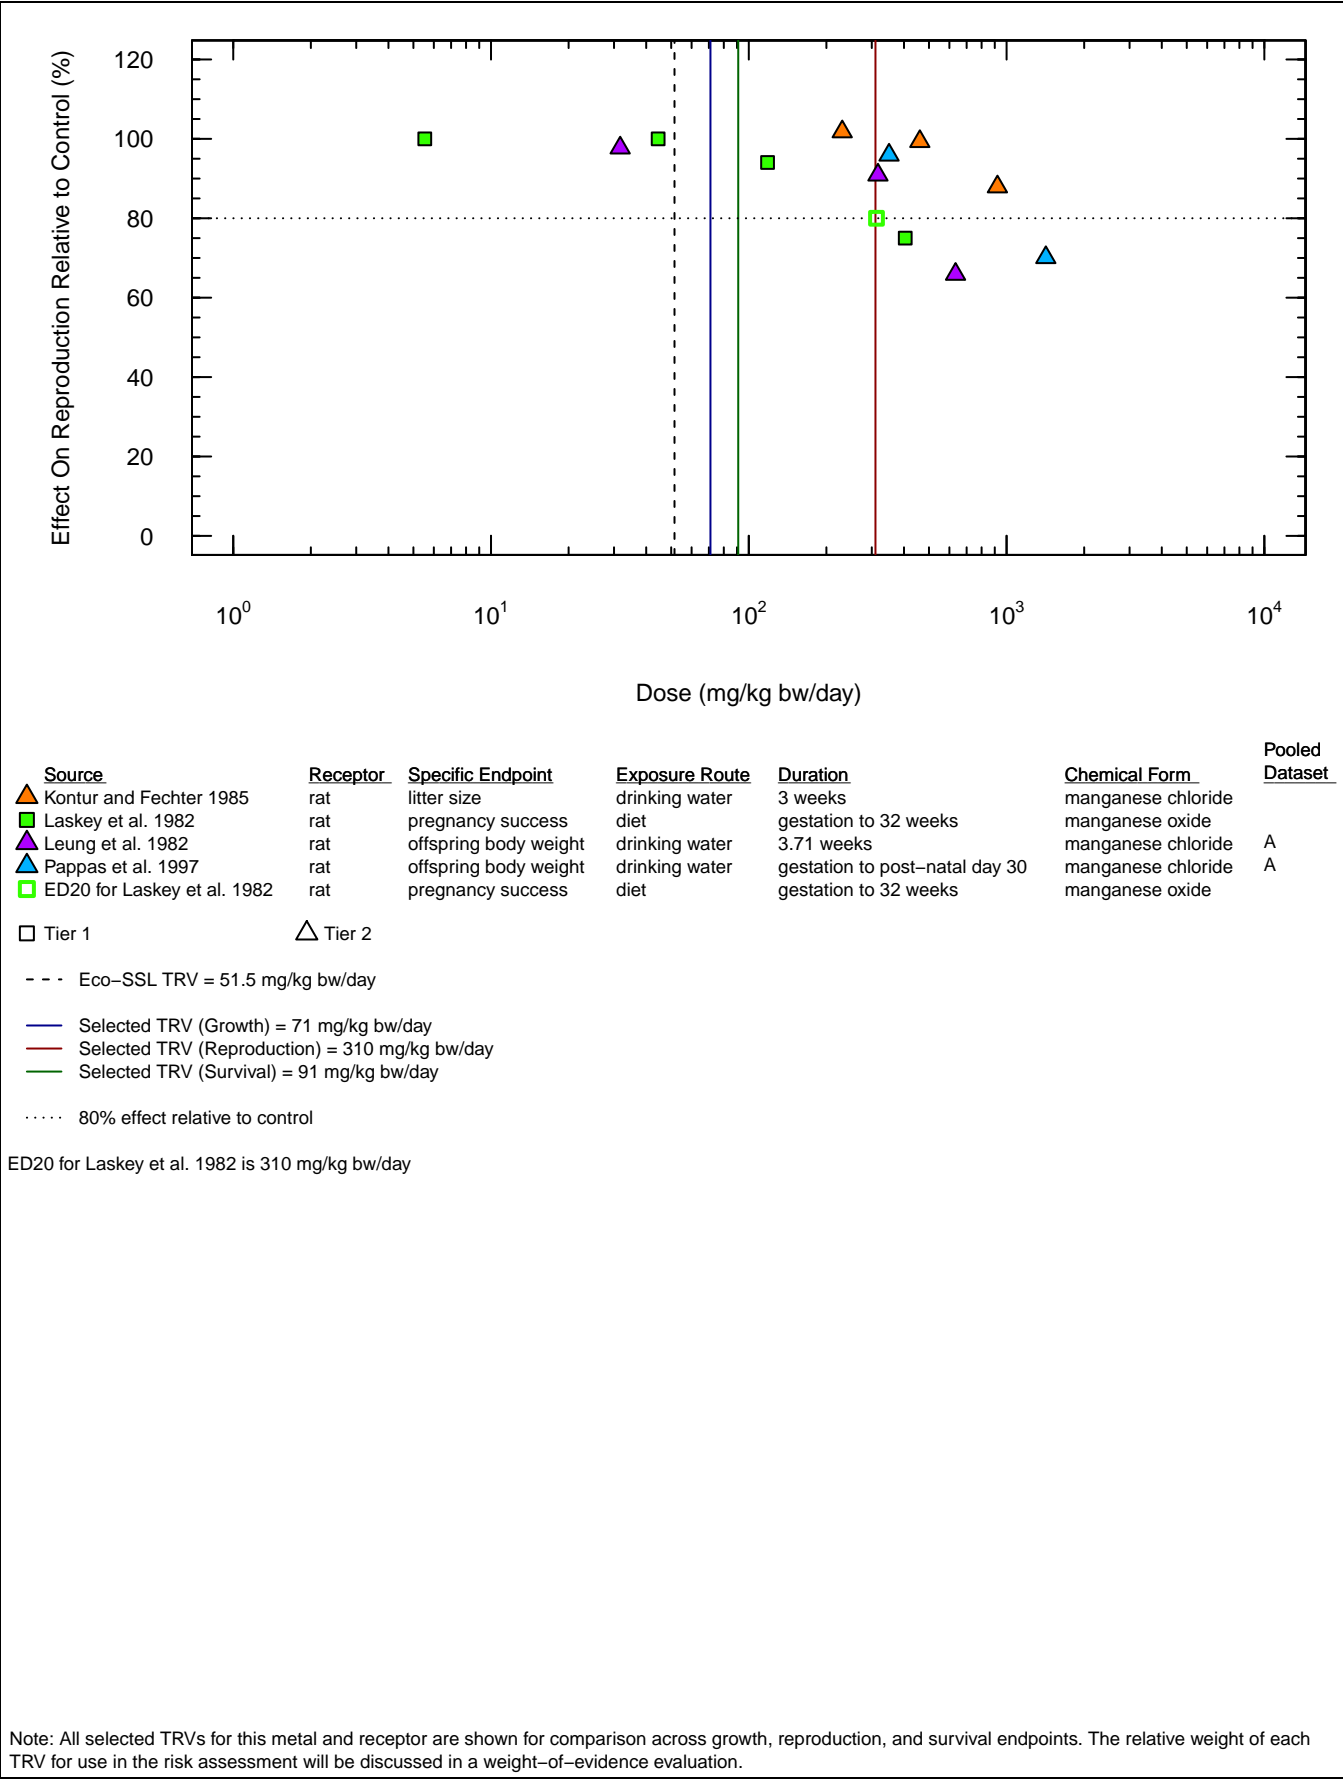 Effect On Reproduction Relative to Control (%)
120
100
80
60
40
20
0
10^0 10^1 10^2 10^3 10^4
Dose (mg/kg bw/day)
Pooled
Source Receptor Specific Endpoint Exposure Route Duration Chemical Form Dataset
Kontur and Fechter 1985 rat litter size drinking water 3 weeks manganese chloride
Laskey et al. 1982 rat pregnancy success diet gestation to 32 weeks manganese oxide
Leung et al. 1982 rat offspring body weight drinking water 3.71 weeks manganese chloride A
Pappas et al. 1997 rat offspring body weight drinking water gestation to post−natal day 30 manganese chloride A
ED20 for Laskey et al. 1982 rat pregnancy success diet gestation to 32 weeks manganese oxide
Tier 1 Tier 2
Eco−SSL TRV = 51.5 mg/kg bw/day
Selected TRV (Growth) = 71 mg/kg bw/day
Selected TRV (Reproduction) = 310 mg/kg bw/day
Selected TRV (Survival) = 91 mg/kg bw/day
80% effect relative to control
ED20 for Laskey et al. 1982 is 310 mg/kg bw/day
Note: All selected TRVs for this metal and receptor are shown for comparison across growth, reproduction, and survival endpoints. The relative weight of each
TRV for use in the risk assessment will be discussed in a weight−of−evidence evaluation.